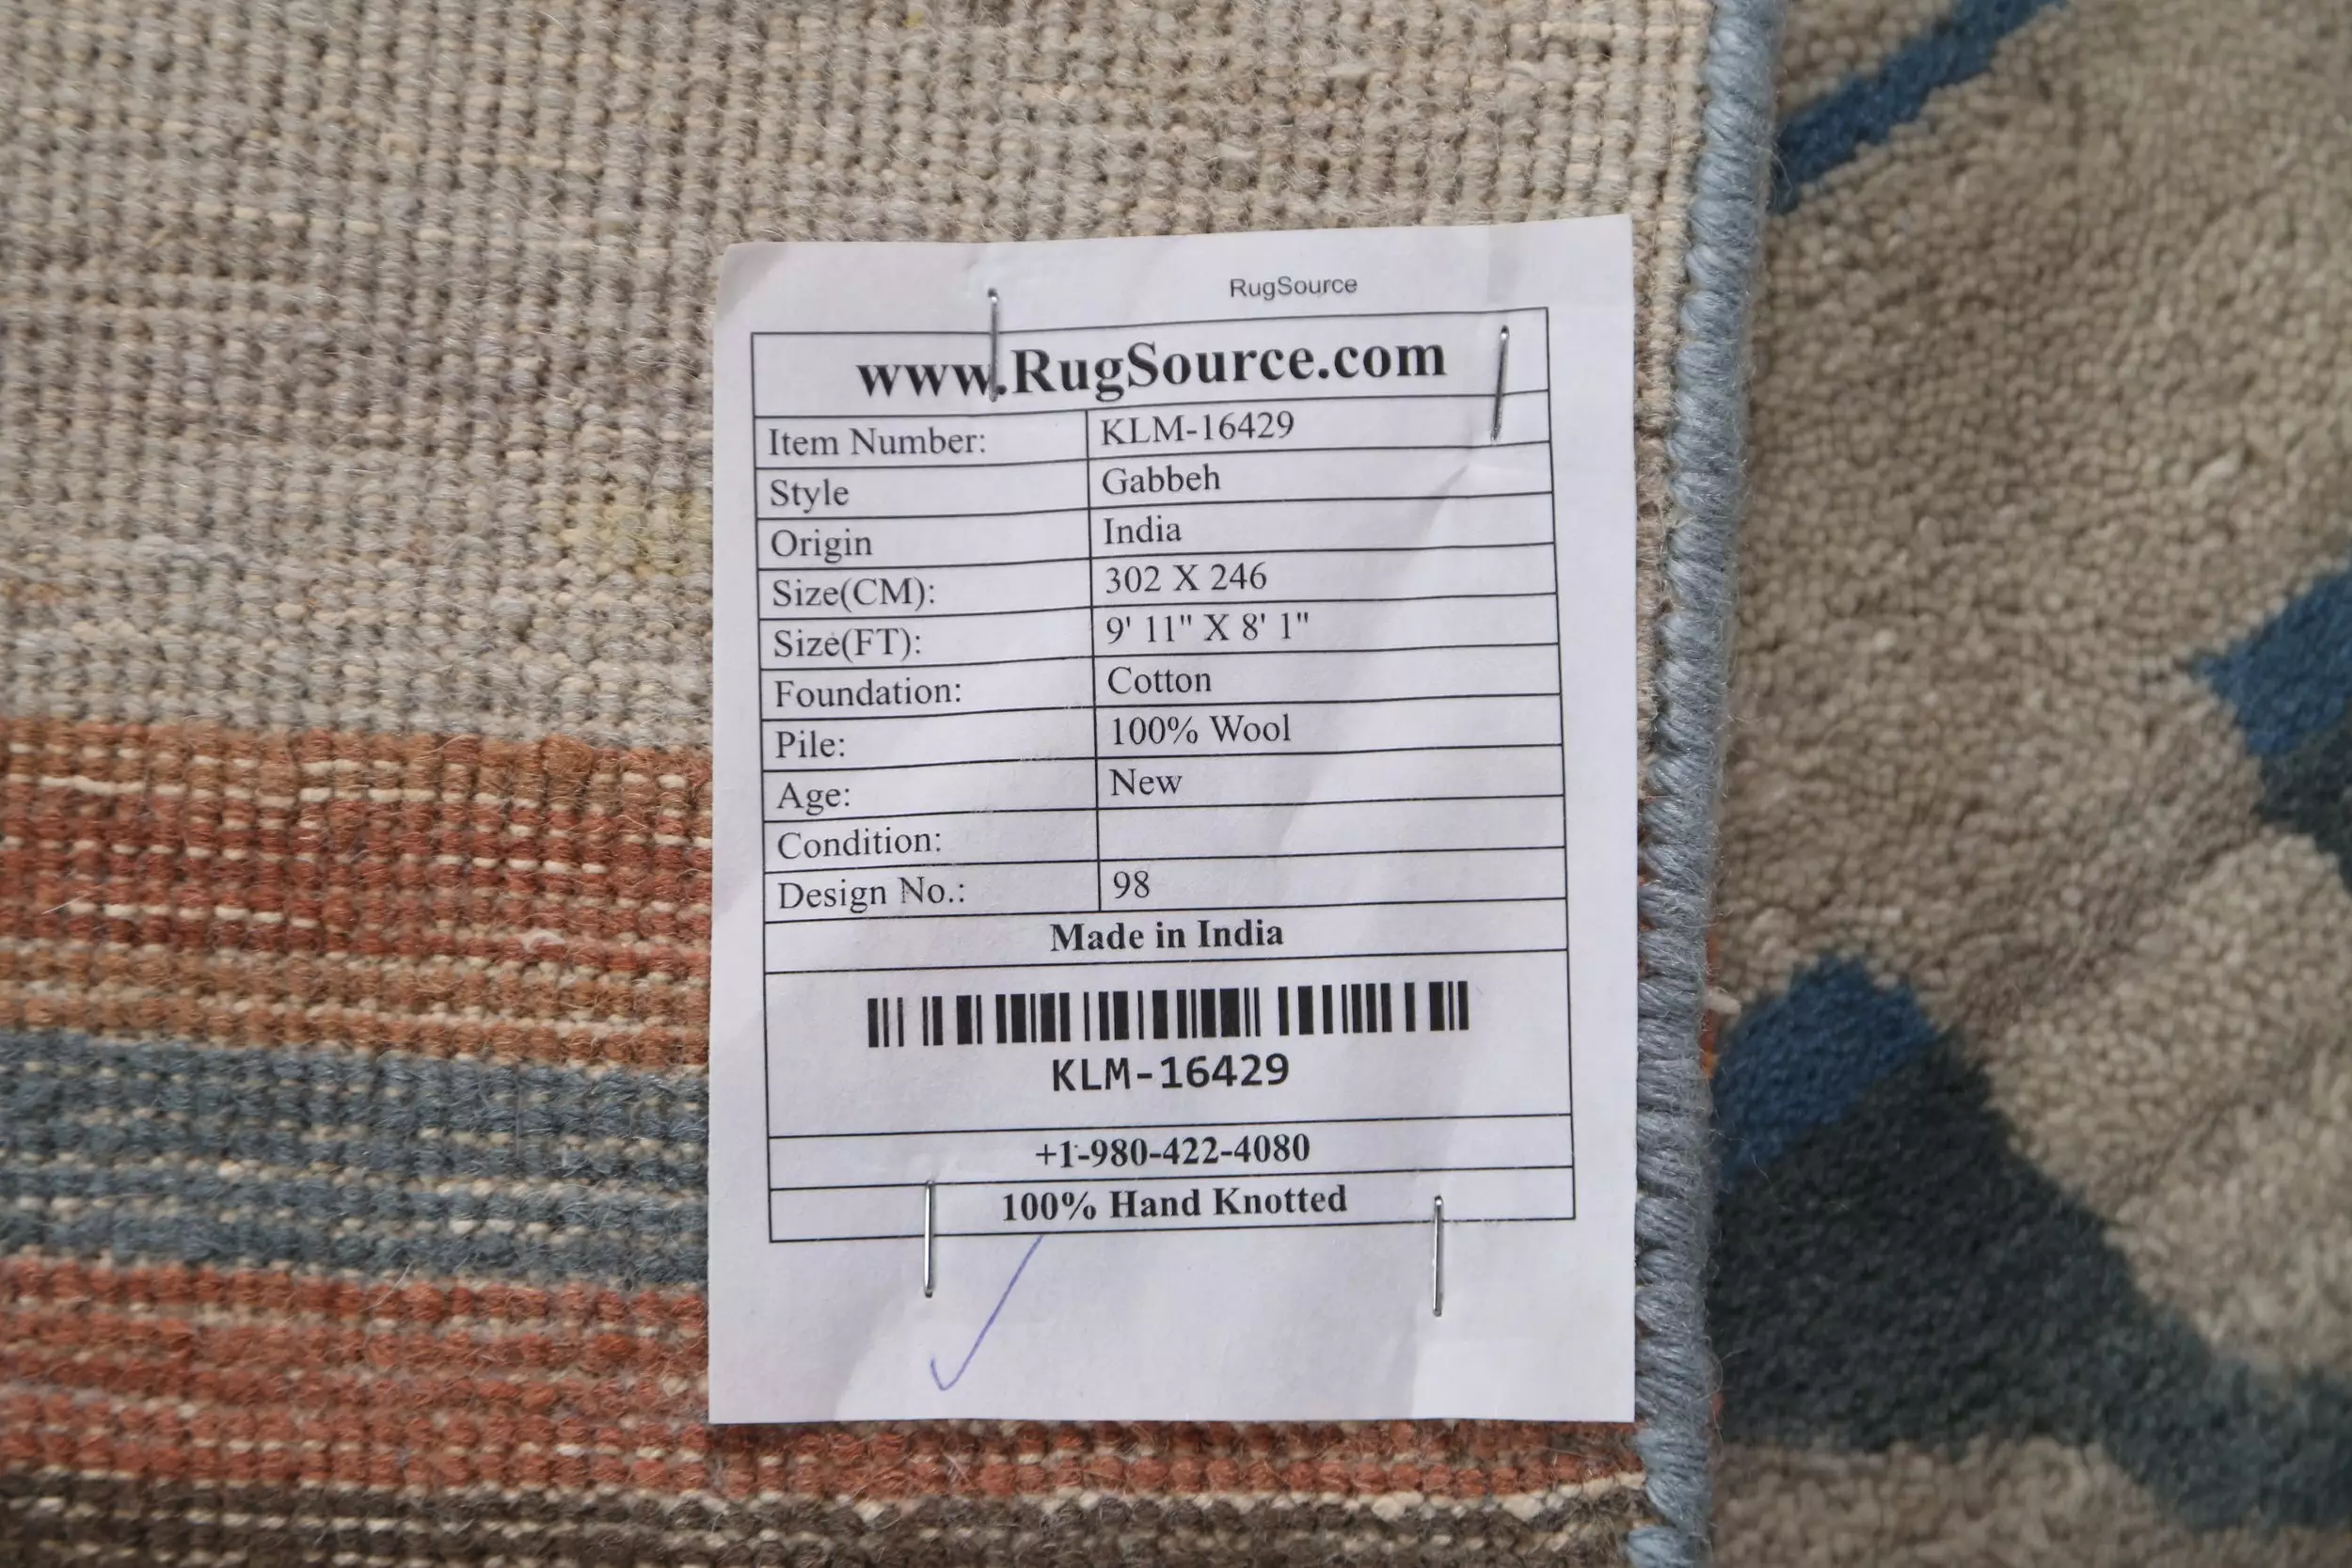 RugSource
www.RugSource.com
Item Number: KLM-16429
Style Gabbeh
Origin India
Size(CM): 302 X 246
Size(FT): 9' 11" X 8' 1"
Foundation: Cotton
Pile: 100% Wool
Age: New
Condition:
Design No.: 98
Made in India
KLM-16429
+1-980-422-4080
100% Hand Knotted